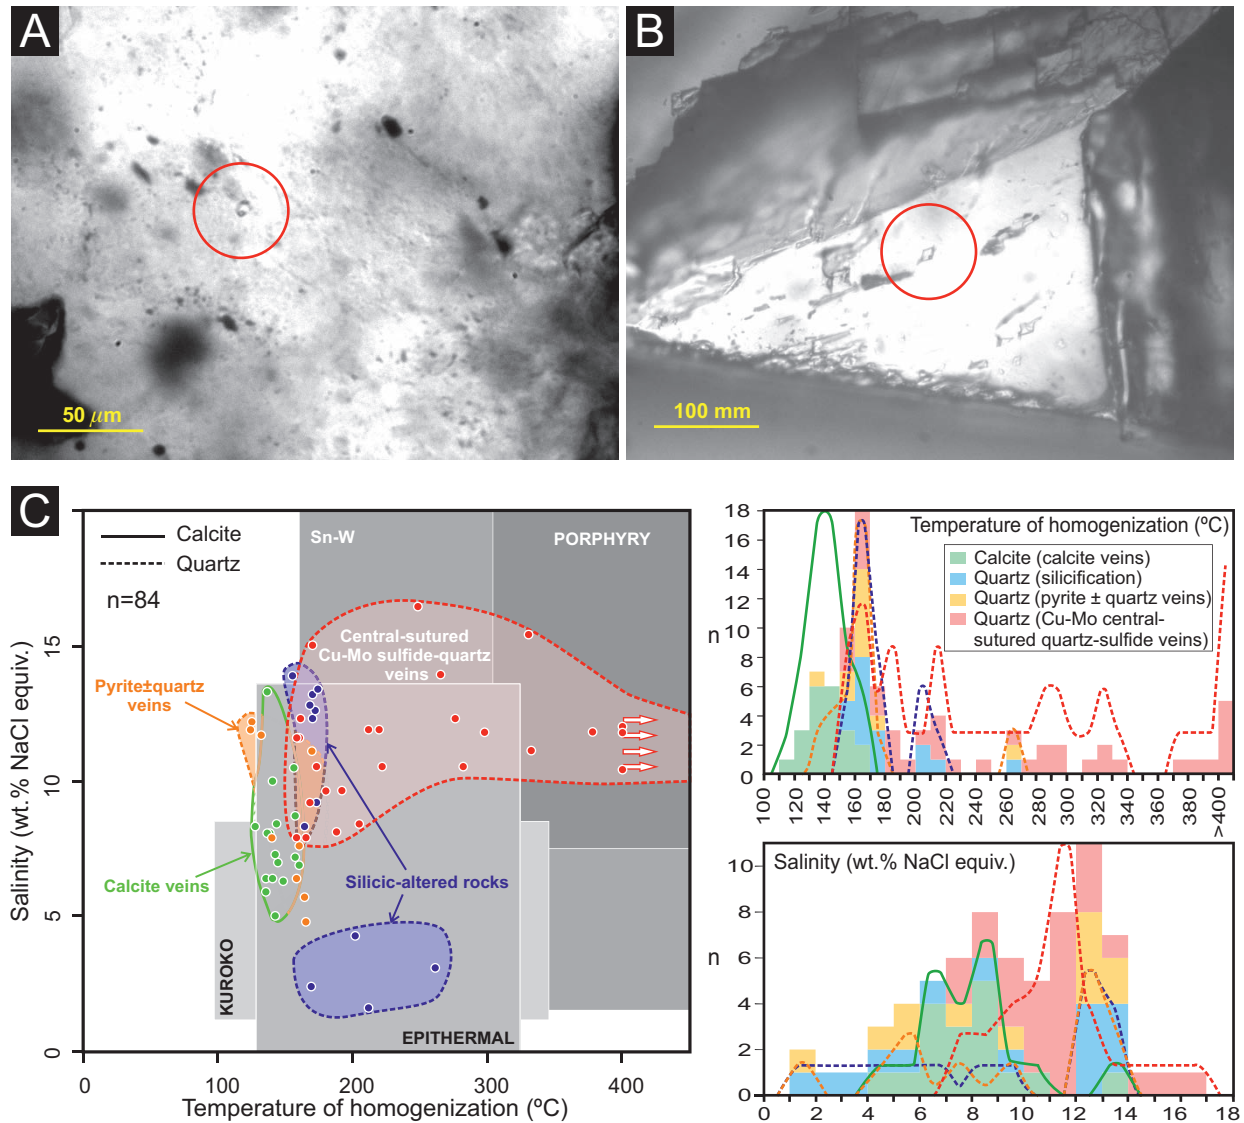 A
50 µm
B
100 mm
C
Calcite
Quartz
n=84
Sn-W
PORPHYRY
Central-sutured
Cu-Mo sulfide-quartz
veins
Pyrite±quartz
veins
Calcite veins
Silicic-altered rocks
KUROKO
EPITHERMAL
Salinity (wt.% NaCl equiv.)
0
5
10
15
0 100 200 300 400
Temperature of homogenization (ºC)
Temperature of homogenization (ºC)
Calcite (calcite veins)
Quartz (silicification)
Quartz (pyrite ± quartz veins)
Quartz (Cu-Mo central-
sutured quartz-sulfide veins)
n
18
16
14
12
10
8
6
4
2
0
100 120 140 160 180 200 220 240 260 280 300 320 340 360 380 >400
Salinity (wt.% NaCl equiv.)
n
10
8
6
4
2
0
0 2 4 6 8 10 12 14 16 18